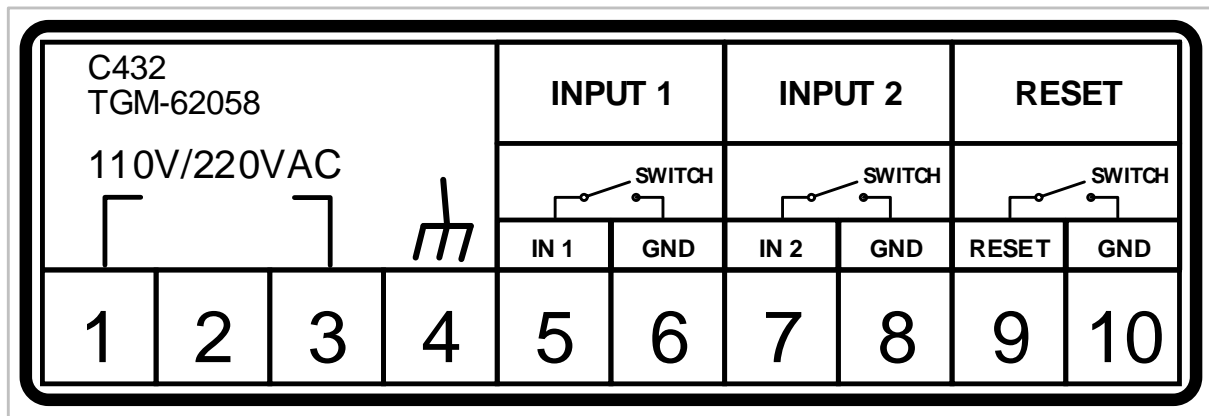 C432
TGM-62058
110V/220VAC
INPUT 1 INPUT 2 RESET
SWITCH SWITCH SWITCH
IN 1 GND IN 2 GND RESET GND
1 2 3 4 5 6 7 8 9 10